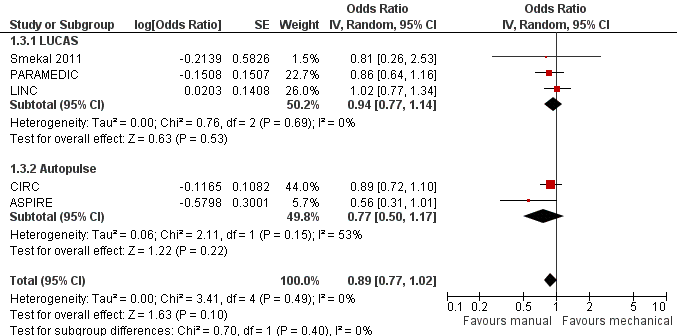 Odds Ratio Odds Ratio
Study or Subgroup log[Odds Ratio] SE Weight IV, Random, 95% CI IV, Random, 95% CI
1.3.1 LUCAS
Smekal 2011 -0.2139 0.5826 1.5% 0.81 [0.26, 2.53]
PARAMEDIC -0.1508 0.1507 22.7% 0.86 [0.64, 1.16]
LINC 0.0203 0.1408 26.0% 1.02 [0.77, 1.34]
Subtotal (95% CI) 50.2% 0.94 [0.77, 1.14]
Heterogeneity: Tau² = 0.00; Chi² = 0.76, df = 2 (P = 0.69); I² = 0%
Test for overall effect: Z = 0.63 (P = 0.53)
1.3.2 Autopulse
CIRC -0.1165 0.1082 44.0% 0.89 [0.72, 1.10]
ASPIRE -0.5798 0.3001 5.7% 0.56 [0.31, 1.01]
Subtotal (95% CI) 49.8% 0.77 [0.50, 1.17]
Heterogeneity: Tau² = 0.06; Chi² = 2.11, df = 1 (P = 0.15); I² = 53%
Test for overall effect: Z = 1.22 (P = 0.22)
Total (95% CI) 100.0% 0.89 [0.77, 1.02]
Heterogeneity: Tau² = 0.00; Chi² = 3.41, df = 4 (P = 0.49); I² = 0%
Test for overall effect: Z = 1.63 (P = 0.10)
Test for subgroup differences: Chi² = 0.70, df = 1 (P = 0.40), I² = 0%
0.1 0.2 0.5 1 2 5 10
Favours manual Favours mechanical